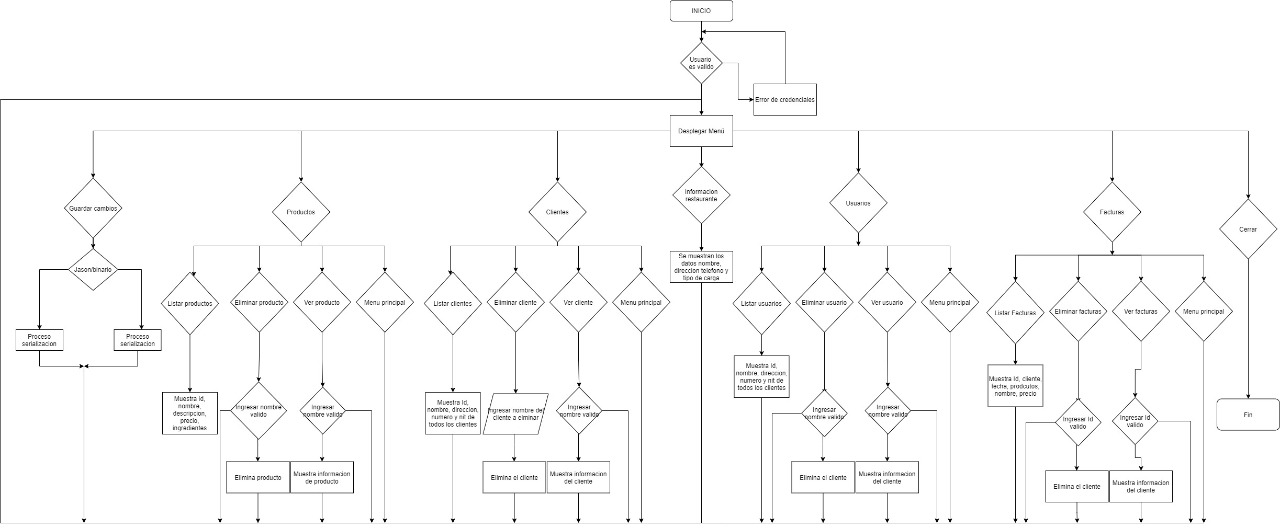 INICIO
Usuario
es valido
Error de credenciales
Desplegar Menú
Guardar cambios
Productos
Clientes
Informacion
restaurante
Usuarios
Facturas
Cerrar
Jason/binario
Se muestran los
datos nombre,
direccion telefono y
tipo de carga
Listar productos
Eliminar producto
Ver producto
Menu principal
Listar clientes
Eliminar cliente
Ver cliente
Menu principal
Listar usuarios
Eliminar usuario
Ver usuario
Menu principal
Listar Facturas
Eliminar facturas
Ver facturas
Menu principal
Proceso
serializacion
Proceso
serializacion
Muestra Id,
nombre,
descripcion,
precio,
ingredientes
Ingresar nombre
valido
Ingresar
nombre valido
Muestra Id,
nombre, direccion,
numero y nit de
todos los clientes
Ingresar nombre del
cliente a elminar
Ingresar
nombre valido
Muestra Id,
nombre, direccion,
numero y nit de
todos los clientes
Ingresar
nombre valido
Ingresar
nombre valido
Muestra Id, cliente,
fecha, prodcutos,
nombre, precio
Ingresar Id
valido
Ingresar Id
valido
Fin
Elimina producto
Muestra informacion
de producto
Elimina el cliente
Muestra informacion
del cliente
Elimina el cliente
Muestra informacion
del cliente
Elimina el cliente
Muestra informacion
del cliente